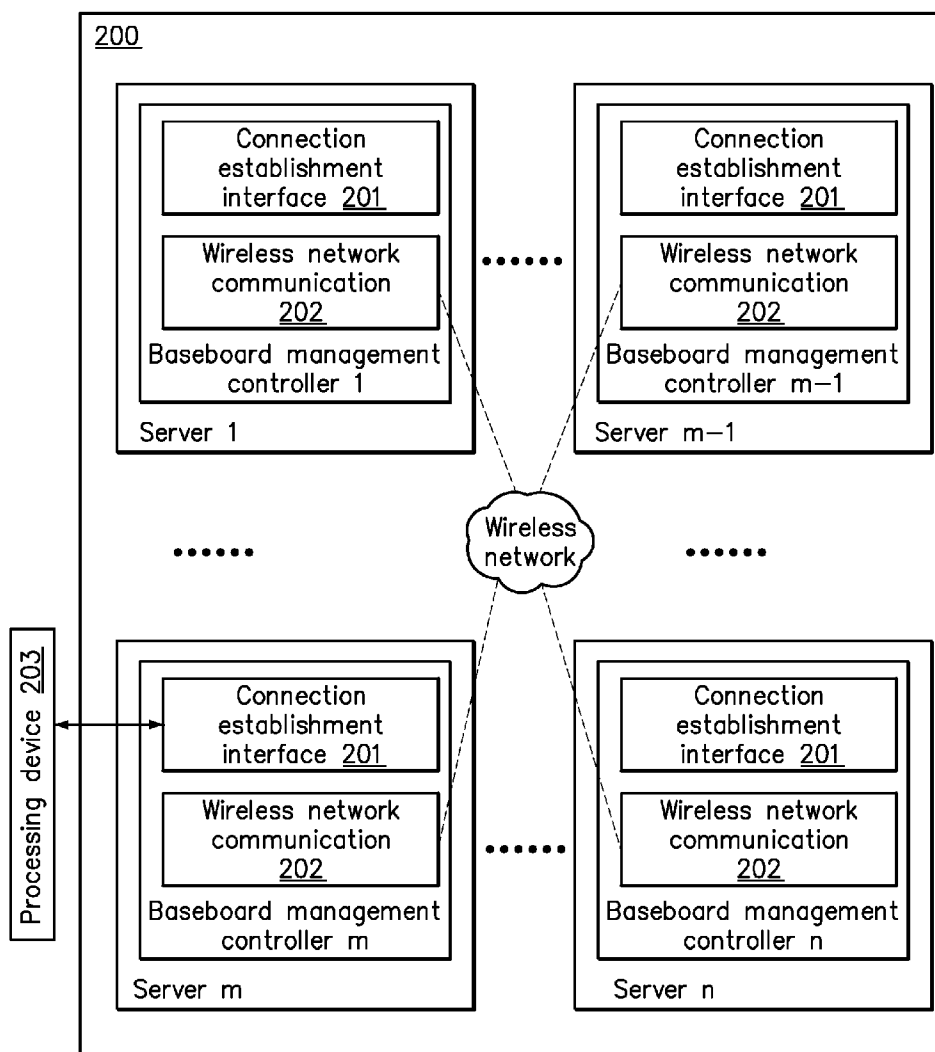 200
Connection
establishment
interface 201
Wireless network
communication
202
Baseboard management
controller 1
Server 1
Connection
establishment
interface 201
Wireless network
communication
202
Baseboard management
controller m-1
Server m-1
Wireless
network
Processing device 203
Connection
establishment
interface 201
Wireless network
communication
202
Baseboard management
controller m
Server m
Connection
establishment
interface 201
Wireless network
communication
202
Baseboard management
controller n
Server n